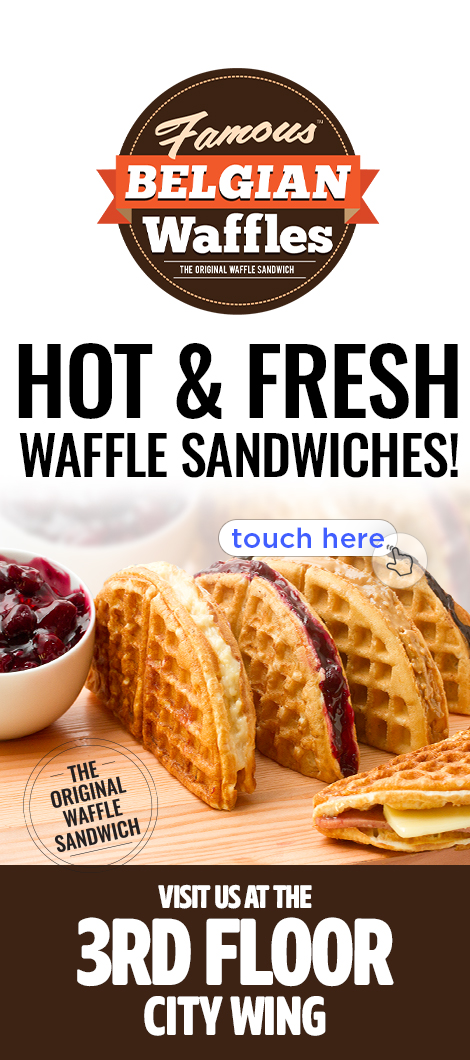 Famous™
BELGIAN
Waffles
THE ORIGINAL WAFFLE SANDWICH
HOT & FRESH
WAFFLE SANDWICHES!
touch here
THE
ORIGINAL
WAFFLE
SANDWICH
VISIT US AT THE
3RD FLOOR
CITY WING